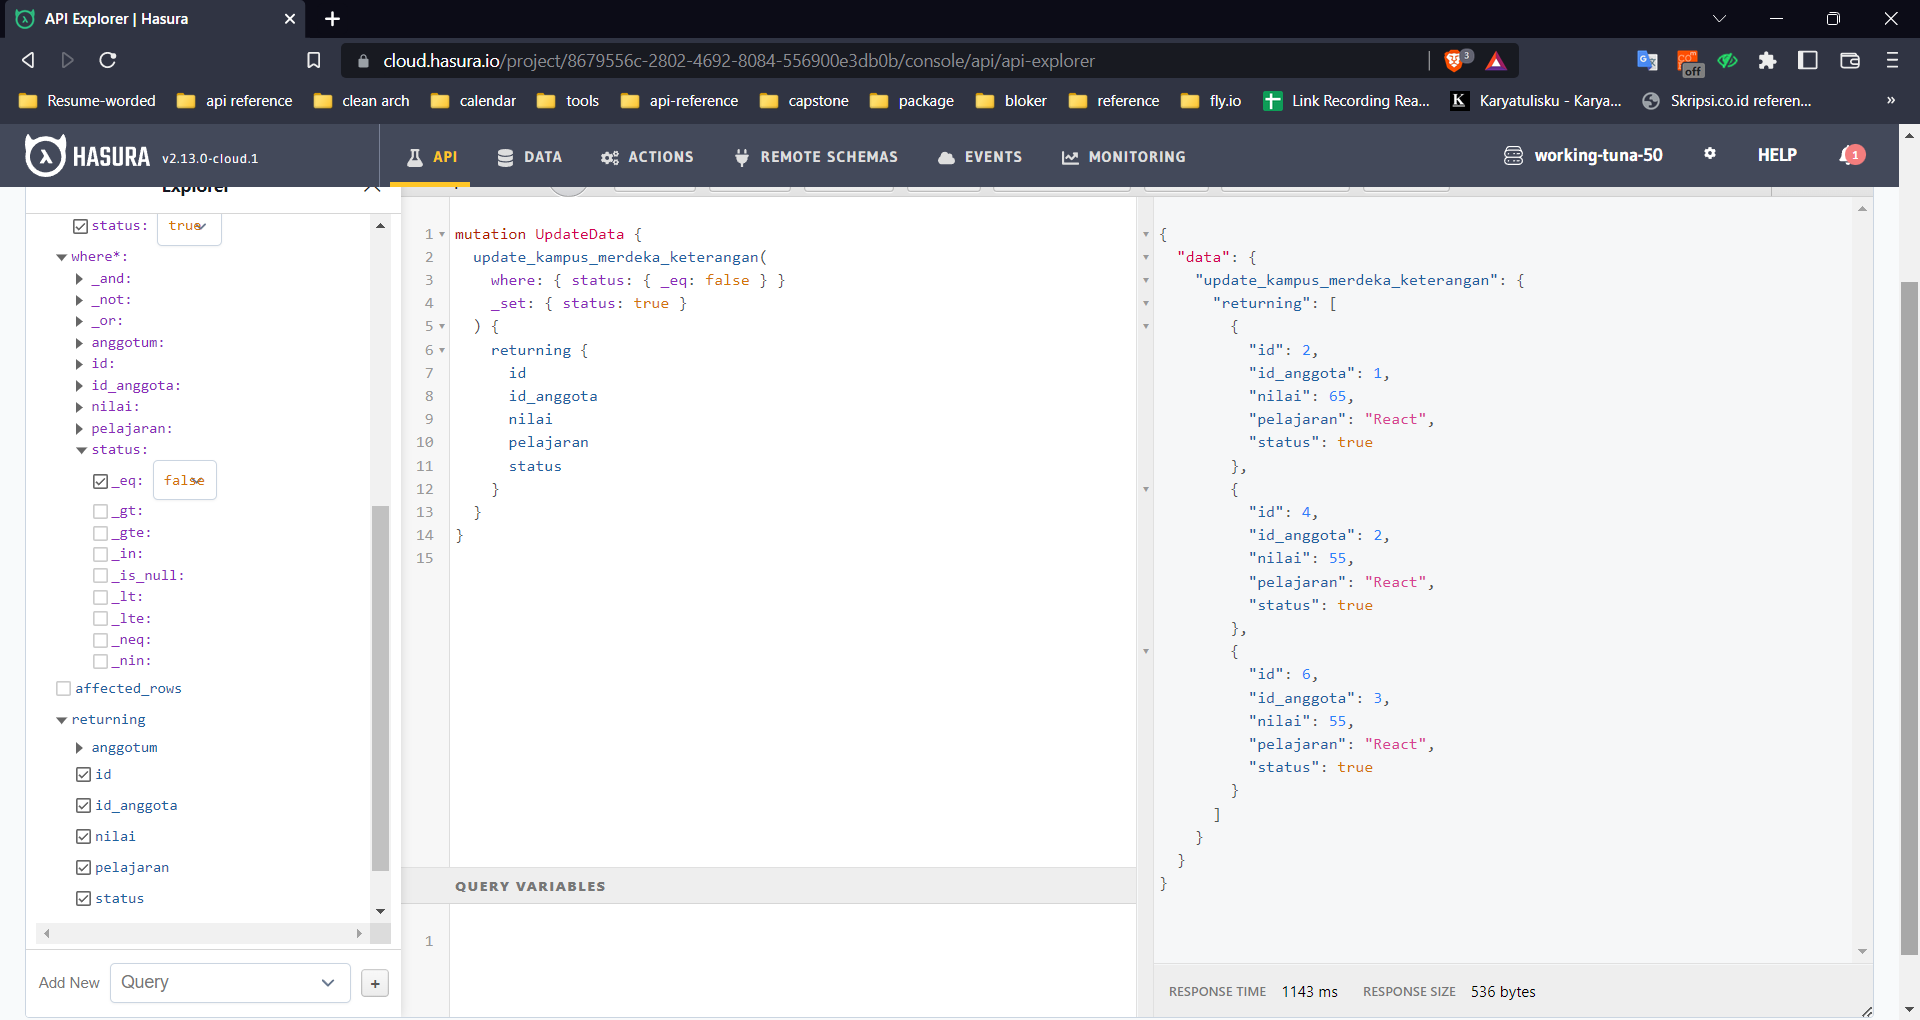 API Explorer | Hasura
cloud.hasura.io/project/8679556c-2802-4692-8084-556900e3db0b/console/api/api-explorer
3
off
Resume-worded
api reference
clean arch
calendar
tools
api-reference
capstone
package
bloker
reference
fly.io
Link Recording Rea...
Karyatulisku - Karya...
Skripsi.co.id referen...
HASURA v2.13.0-cloud.1
API
DATA
ACTIONS
REMOTE SCHEMAS
EVENTS
MONITORING
working-tuna-50
HELP
1
Explorer
status: true
where*:
_and:
_not:
_or:
anggotum:
id:
id_anggota:
nilai:
pelajaran:
status:
_eq: false
_gt:
_gte:
_in:
_is_null:
_lt:
_lte:
_neq:
_nin:
affected_rows
returning
anggotum
id
id_anggota
nilai
pelajaran
status
Add New Query +
1 mutation UpdateData {
2 update_kampus_merdeka_keterangan(
3 where: { status: { _eq: false } }
4 _set: { status: true }
5 ) {
6 returning {
7 id
8 id_anggota
9 nilai
10 pelajaran
11 status
12 }
13 }
14 }
15
QUERY VARIABLES
1
{
"data": {
"update_kampus_merdeka_keterangan": {
"returning": [
{
"id": 2,
"id_anggota": 1,
"nilai": 65,
"pelajaran": "React",
"status": true
},
{
"id": 4,
"id_anggota": 2,
"nilai": 55,
"pelajaran": "React",
"status": true
},
{
"id": 6,
"id_anggota": 3,
"nilai": 55,
"pelajaran": "React",
"status": true
}
]
}
}
}
RESPONSE TIME 1143 ms RESPONSE SIZE 536 bytes